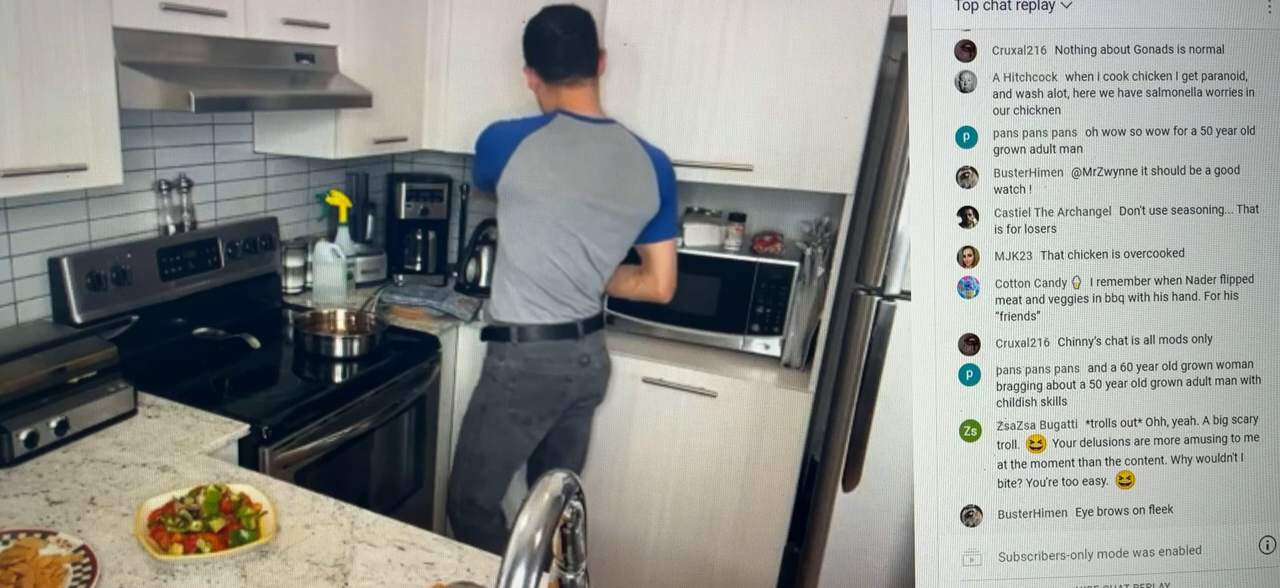 Top chat replay
Cruxal216 Nothing about Gonads is normal
A Hitchcock when i cook chicken I get paranoid,
and wash alot, here we have salmonella worries in
our chicknen
P
pans pans pans oh wow so wow for a 50 year old
grown adult man
BusterHimen @MrZwynne it should be a good
watch !
Castiel The Archangel Don't use seasoning... That
is for losers
MJK23 That chicken is overcooked
Cotton Candy🍦 I remember when Nader flipped
meat and veggies in bbq with his hand. For his
"friends"
Cruxal216 Chinny's chat is all mods only
P
pans pans pans and a 60 year old grown woman
bragging about a 50 year old grown adult man with
childish skills
Zs
ZsaZsa Bugatti *trolls out* Ohh, yeah. A big scary
troll. 😆 Your delusions are more amusing to me
at the moment than the content. Why wouldn't I
bite? You're too easy. 😆
BusterHimen Eye brows on fleek
Subscribers-only mode was enabled
HIDE CHAT REPLAY